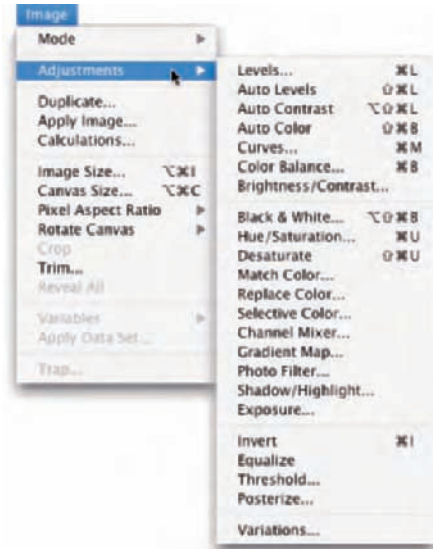 Image
Mode
Adjustments
Duplicate...
Apply Image...
Calculations...
Image Size... ⌥⌘I
Canvas Size... ⌥⌘C
Pixel Aspect Ratio
Rotate Canvas
Crop
Trim...
Reveal All
Variables
Apply Data Set...
Trap...
Levels... ⌘L
Auto Levels ⇧⌘L
Auto Contrast ⌥⇧⌘L
Auto Color ⇧⌘B
Curves... ⌘M
Color Balance... ⌘B
Brightness/Contrast...
Black & White... ⌥⇧⌘B
Hue/Saturation... ⌘U
Desaturate ⇧⌘U
Match Color...
Replace Color...
Selective Color...
Channel Mixer...
Gradient Map...
Photo Filter...
Shadow/Highlight...
Exposure...
Invert ⌘I
Equalize
Threshold...
Posterize...
Variations...